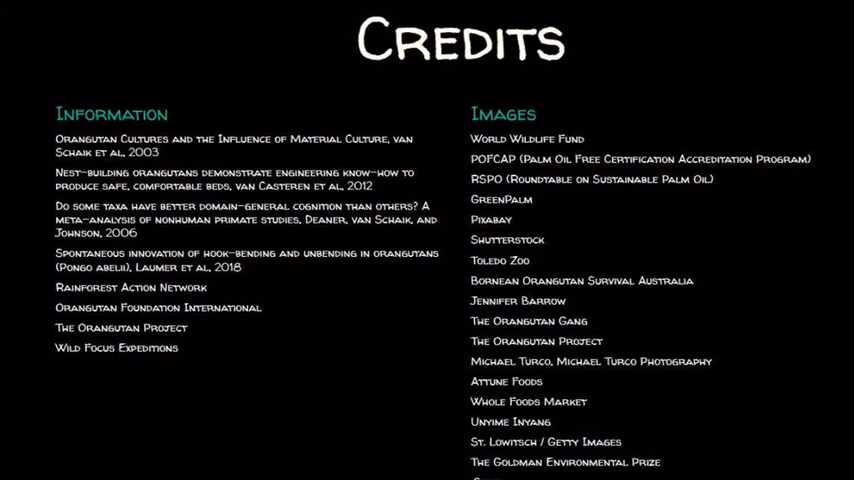 Credits
Information
Orangutan Cultures and the Influence of Material Culture, van
Schaik et al, 2003
Nest-building orangutans demonstrate engineering know-how to
produce safe, comfortable beds, van Casteren et al, 2012
Do some taxa have better domain-general cognition than others? A
meta-analysis of nonhuman primate studies, Deaner, van Schaik, and
Johnson, 2006
Spontaneous innovation of hook-bending and unbending in orangutans
(Pongo abelii), Laumer et al, 2018
Rainforest Action Network
Orangutan Foundation International
The Orangutan Project
Wild Focus Expeditions
Images
World Wildlife Fund
POFCAP (Palm Oil Free Certification Accreditation Program)
RSPO (Roundtable on Sustainable Palm Oil)
GreenPalm
Pixabay
Shutterstock
Toledo Zoo
Bornean Orangutan Survival Australia
Jennifer Barrow
The Orangutan Gang
The Orangutan Project
Michael Turco, Michael Turco Photography
Attune Foods
Whole Foods Market
Unyime Inyang
St. Lowitsch / Getty Images
The Goldman Environmental Prize